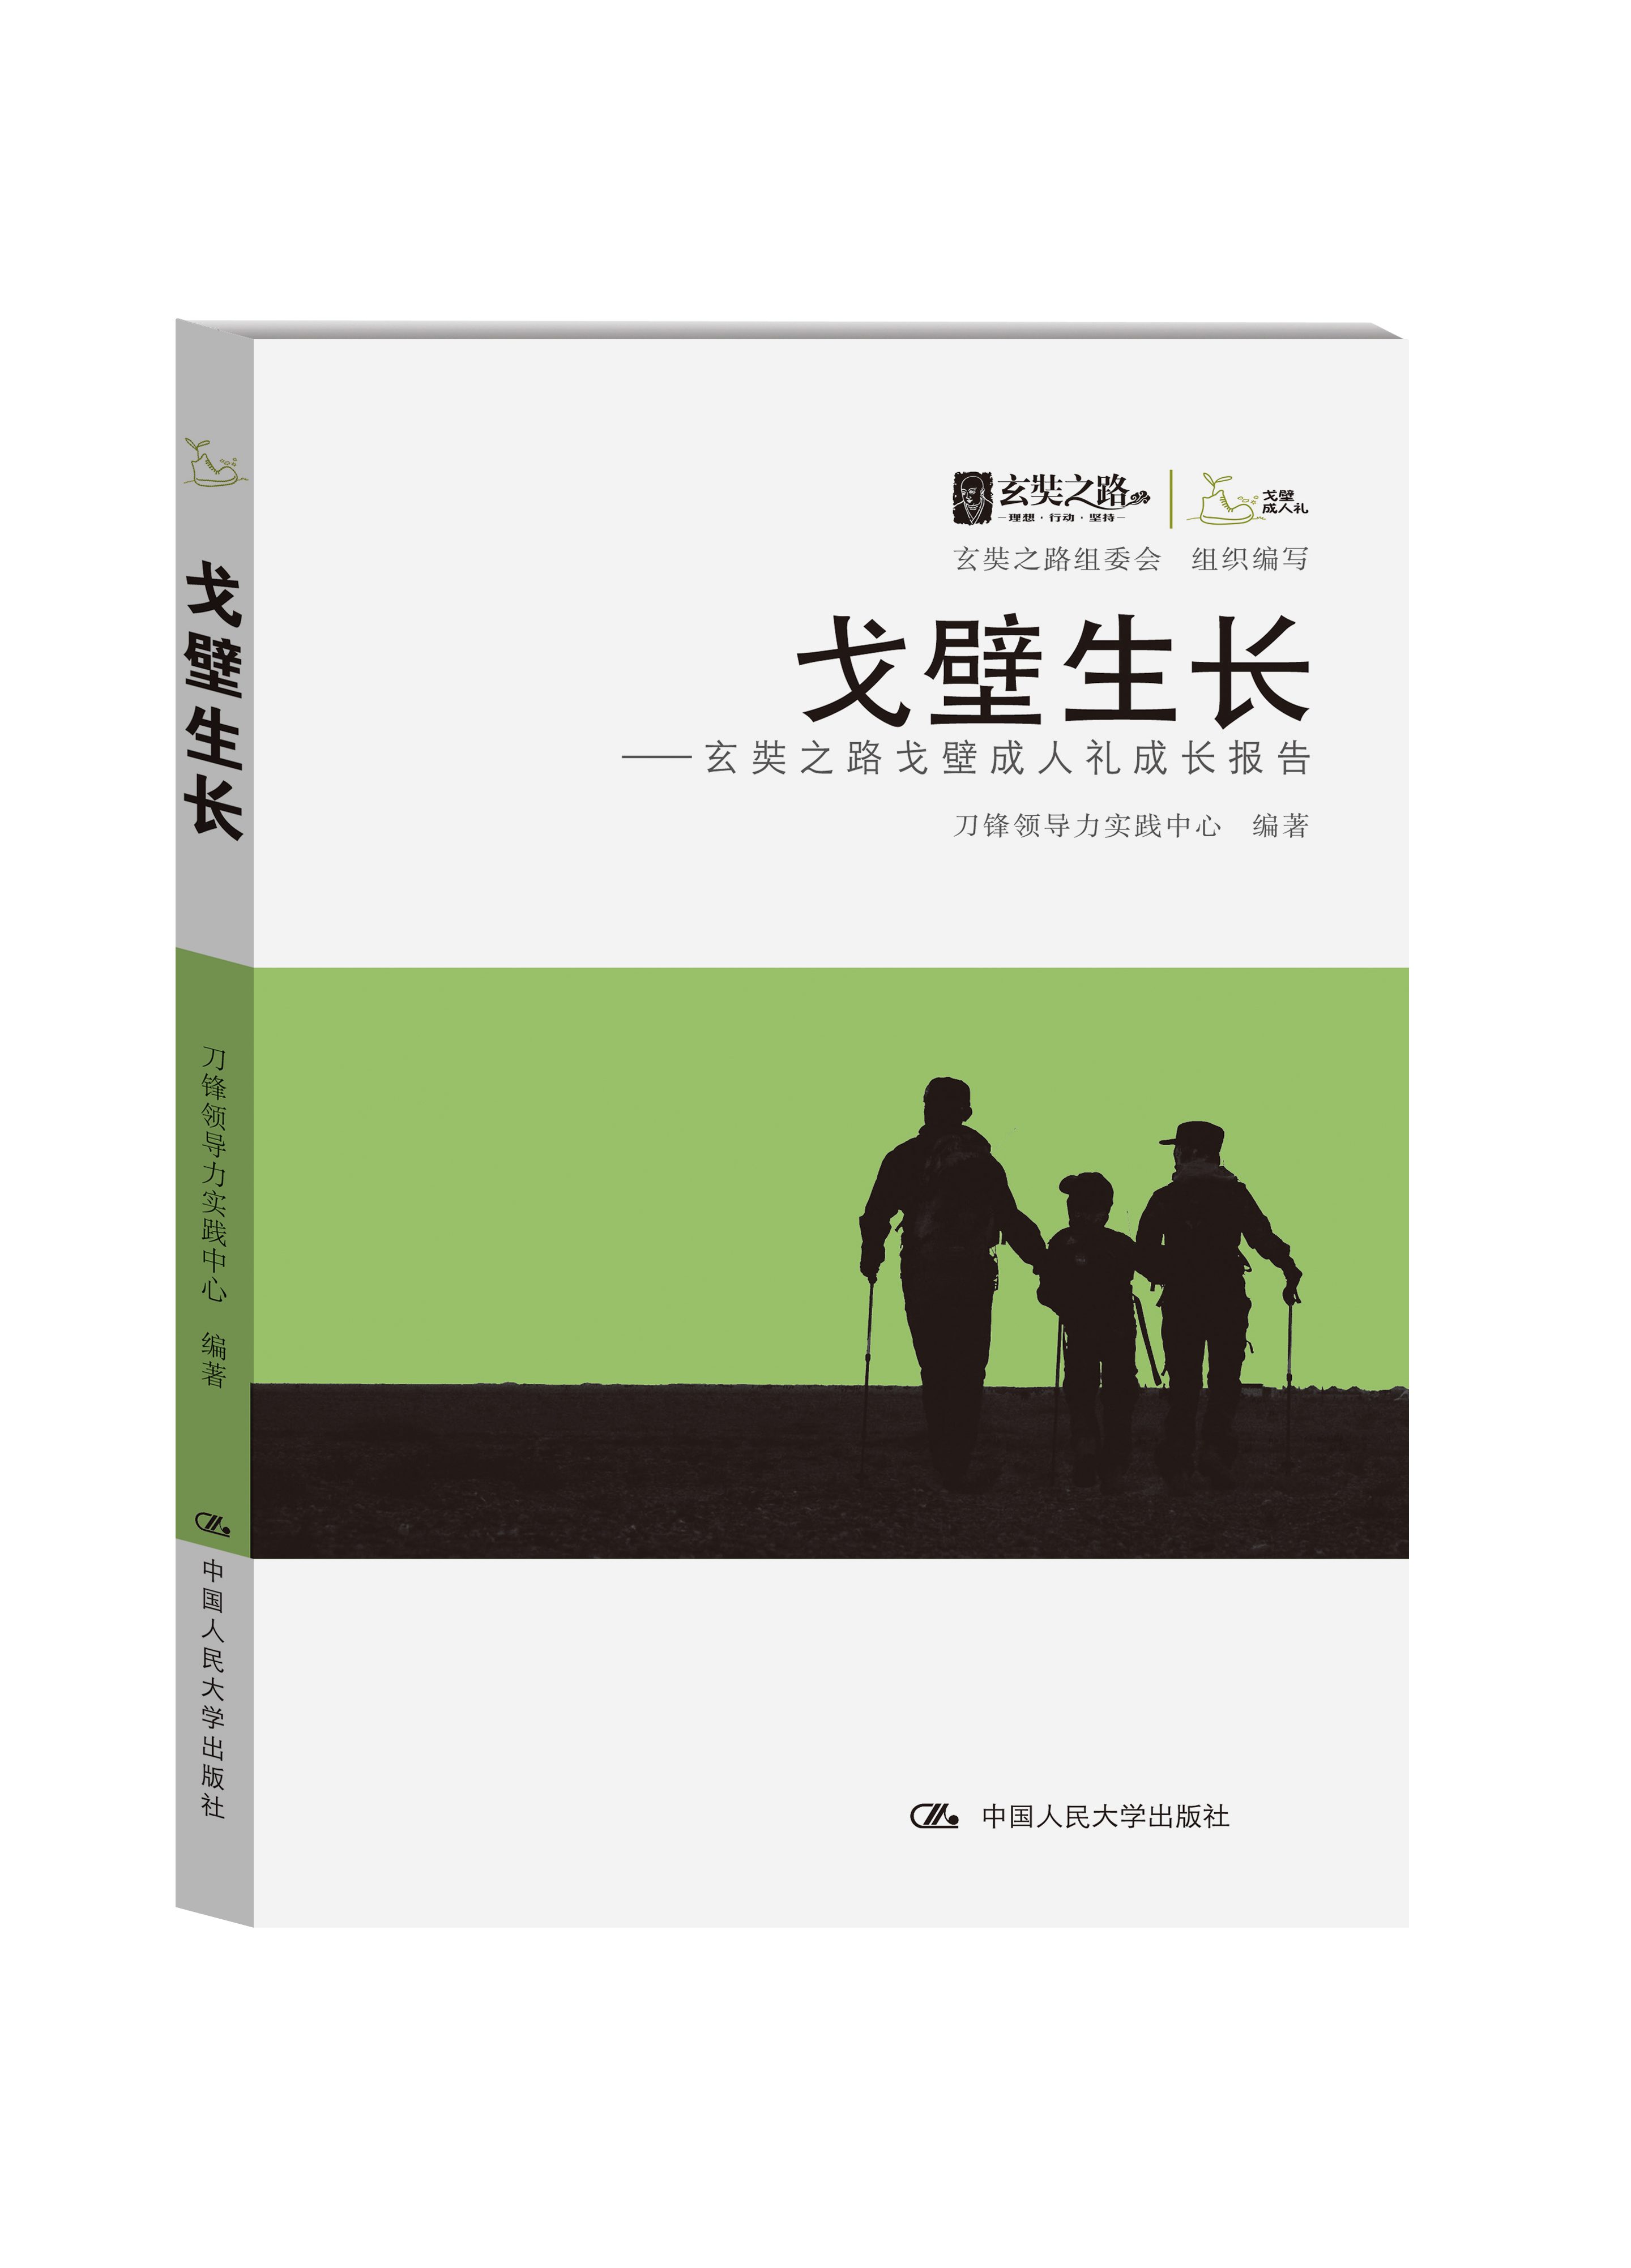 玄奘之路
理想·行动·坚持
戈壁
成人礼
玄奘之路组委会 组织编写
戈壁生长
——玄奘之路戈壁成人礼成长报告
刀锋领导力实践中心 编著
中国人民大学出版社
戈壁生长
刀锋领导力实践中心 编著
中国人民大学出版社